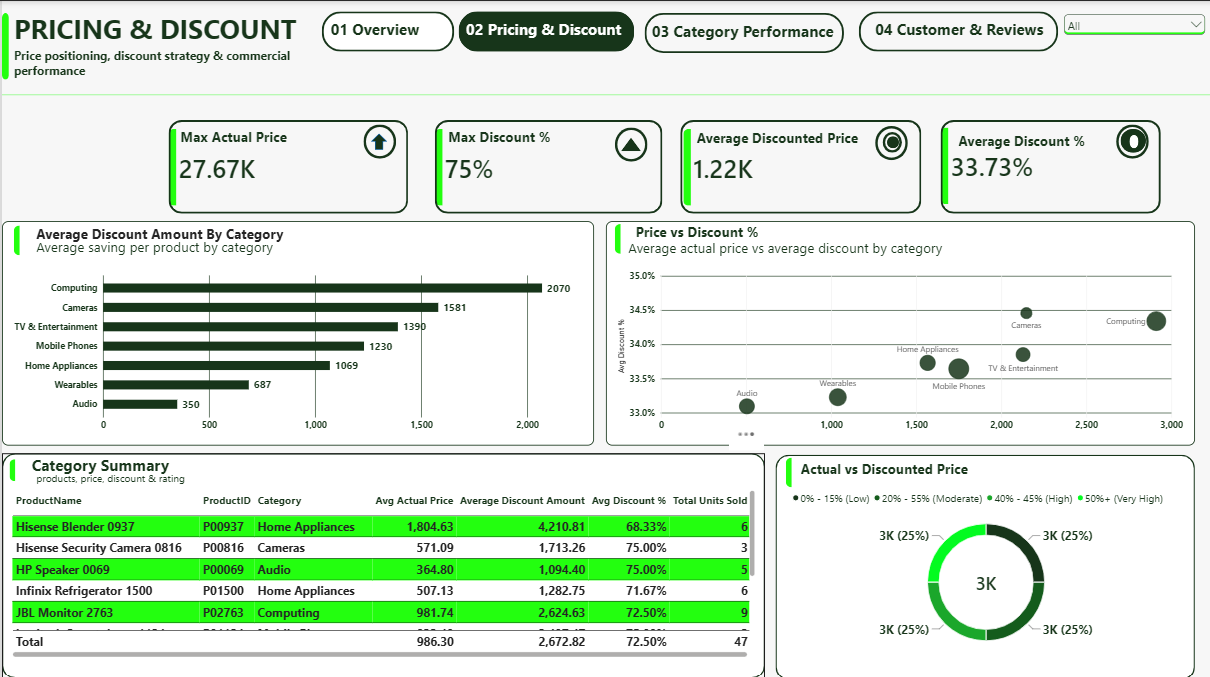 PRICING & DISCOUNT
Price positioning, discount strategy & commercial
performance
01 Overview
02 Pricing & Discount
03 Category Performance
04 Customer & Reviews
All
Max Actual Price
27.67K
Max Discount %
75%
Average Discounted Price
1.22K
Average Discount %
33.73%
Average Discount Amount By Category
Average saving per product by category
Computing 2070
Cameras 1581
TV & Entertainment 1390
Mobile Phones 1230
Home Appliances 1069
Wearables 687
Audio 350
0 500 1,000 1,500 2,000
Price vs Discount %
Average actual price vs average discount by category
Avg Discount %
35.0%
34.5%
34.0%
33.5%
33.0%
Cameras
Computing
Home Appliances
TV & Entertainment
Mobile Phones
Wearables
Audio
0 1,000 1,500 2,000 2,500 3,000
Category Summary
products, price, discount & rating
ProductName ProductID Category Avg Actual Price Average Discount Amount Avg Discount % Total Units Sold
Hisense Blender 0937 P00937 Home Appliances 1,804.63 4,210.81 68.33% 6
Hisense Security Camera 0816 P00816 Cameras 571.09 1,713.26 75.00% 3
HP Speaker 0069 P00069 Audio 364.80 1,094.40 75.00% 5
Infinix Refrigerator 1500 P01500 Home Appliances 507.13 1,282.75 71.67% 6
JBL Monitor 2763 P02763 Computing 981.74 2,624.63 72.50% 9
Total 986.30 2,672.82 72.50% 47
Actual vs Discounted Price
0% - 15% (Low) 20% - 55% (Moderate) 40% - 45% (High) 50%+ (Very High)
3K (25%) 3K (25%)
3K
3K (25%) 3K (25%)